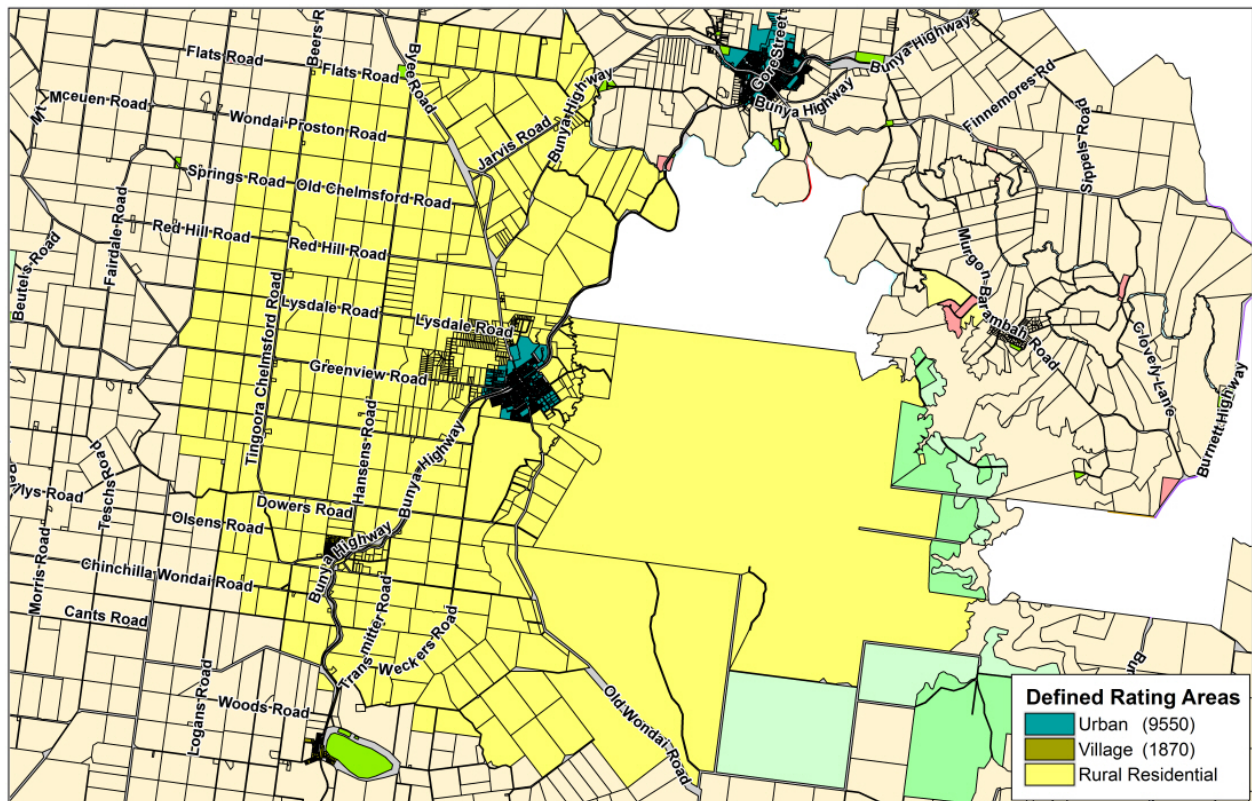 Flats Road
Beers R
Flats Road
Byee Road
Bunya Highway
Gore Street
Bunya Highway
Bunya Highway
Finnemores Rd
Sippels Road
Mt
Mceuen Road
Wondai Proston Road
Jarvis Road
Springs Road
Old Chelmsford Road
Fairdale Road
Red Hill Road
Red Hill Road
Beutels Road
Tingoora Chelmsford Road
Lysdale Road
Lysdale Road
Greenview Road
Murgon-Barambah Road
Clovely Lane
Burnett Highway
Hansens Road
Bunya Highway
Teschs Road
Dowers Road
Olsens Road
Bunya Highway
Morris Road
Chinchilla Wondai Road
Cants Road
Transmitter Road
Weckers Road
Logans Road
Woods Road
Old Wondai Road
Defined Rating Areas
Urban (9550)
Village (1870)
Rural Residential